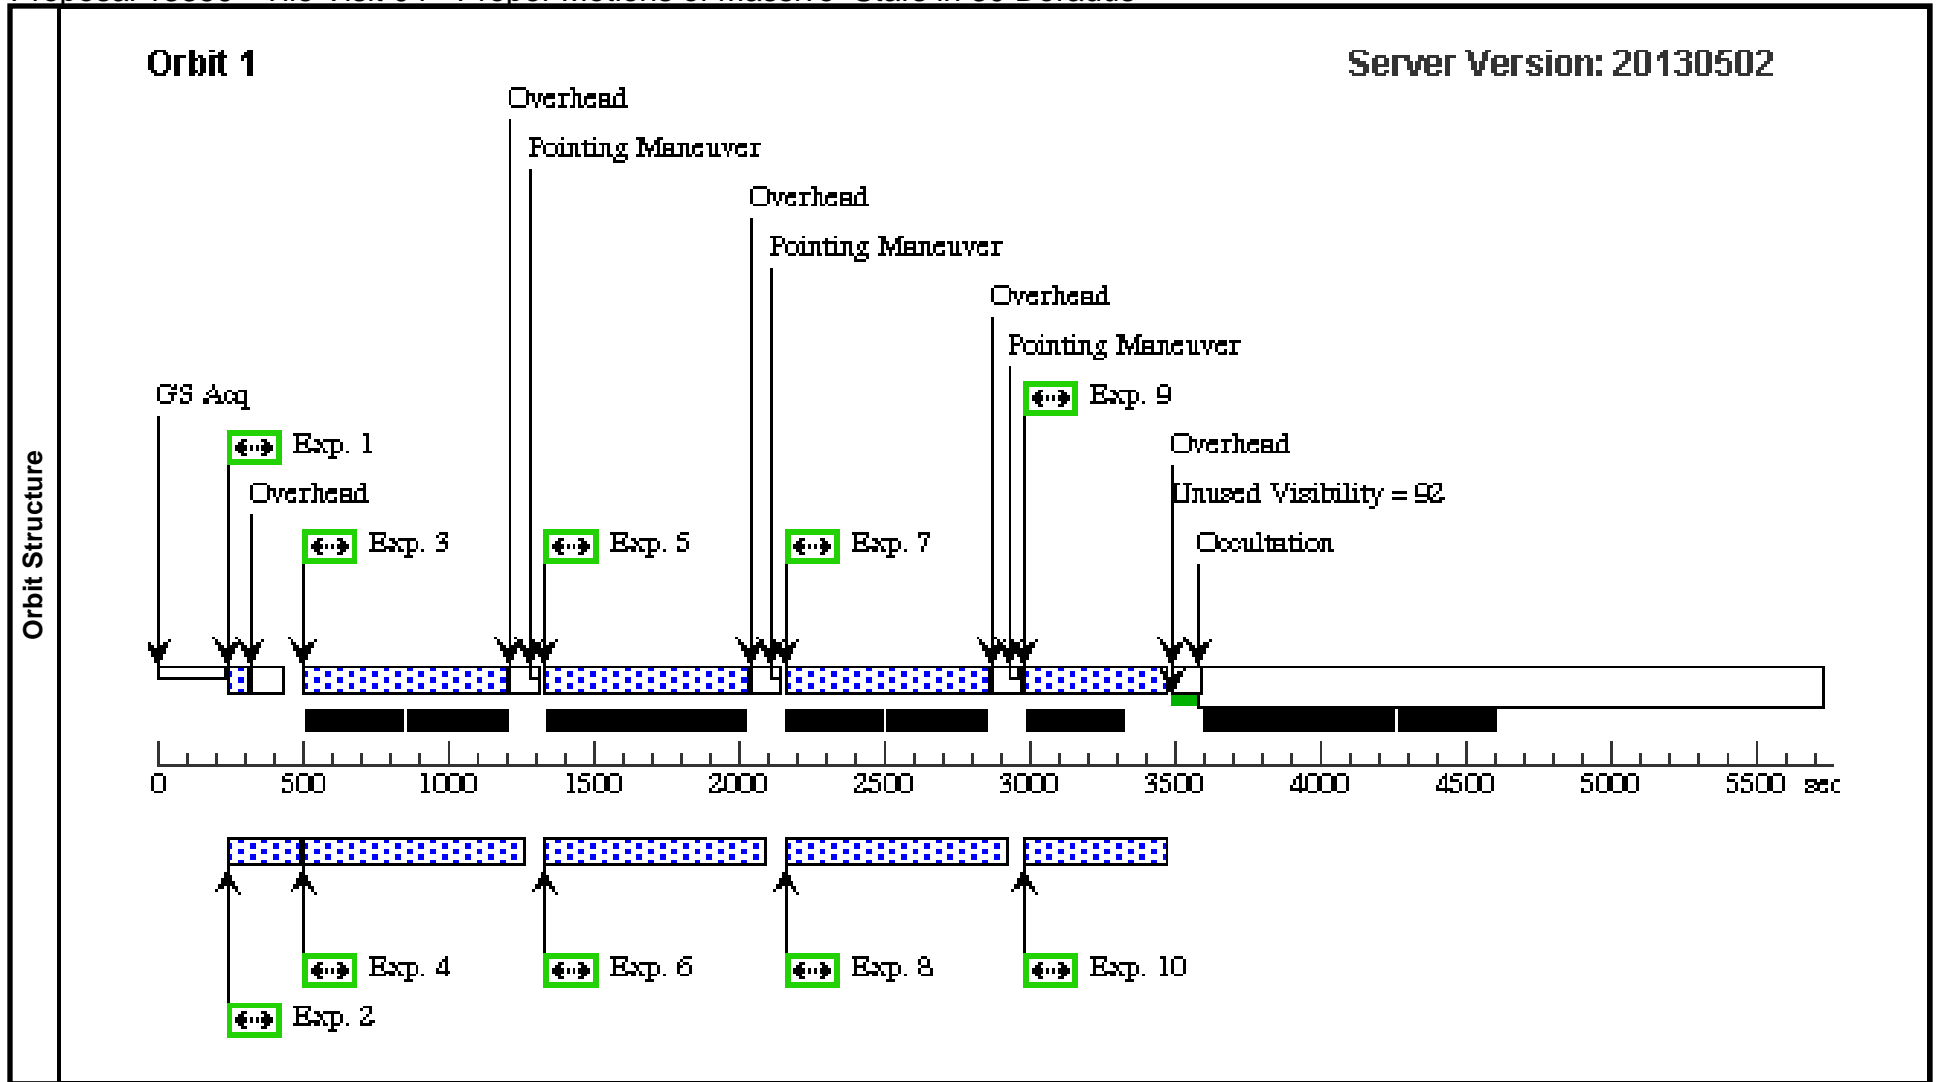 Orbit Structure
Orbit 1
Server Version: 20130502
Overhead
Pointing Maneuver
Overhead
Pointing Maneuver
Overhead
Pointing Maneuver
GS Acq
Exp. 9
Exp. 1
Overhead
Overhead
Unused Visibility = 92
Exp. 3
Exp. 5
Exp. 7
Occultation
0 500 1000 1500 2000 2500 3000 3500 4000 4500 5000 5500 sec
Exp. 4
Exp. 6
Exp. 8
Exp. 10
Exp. 2